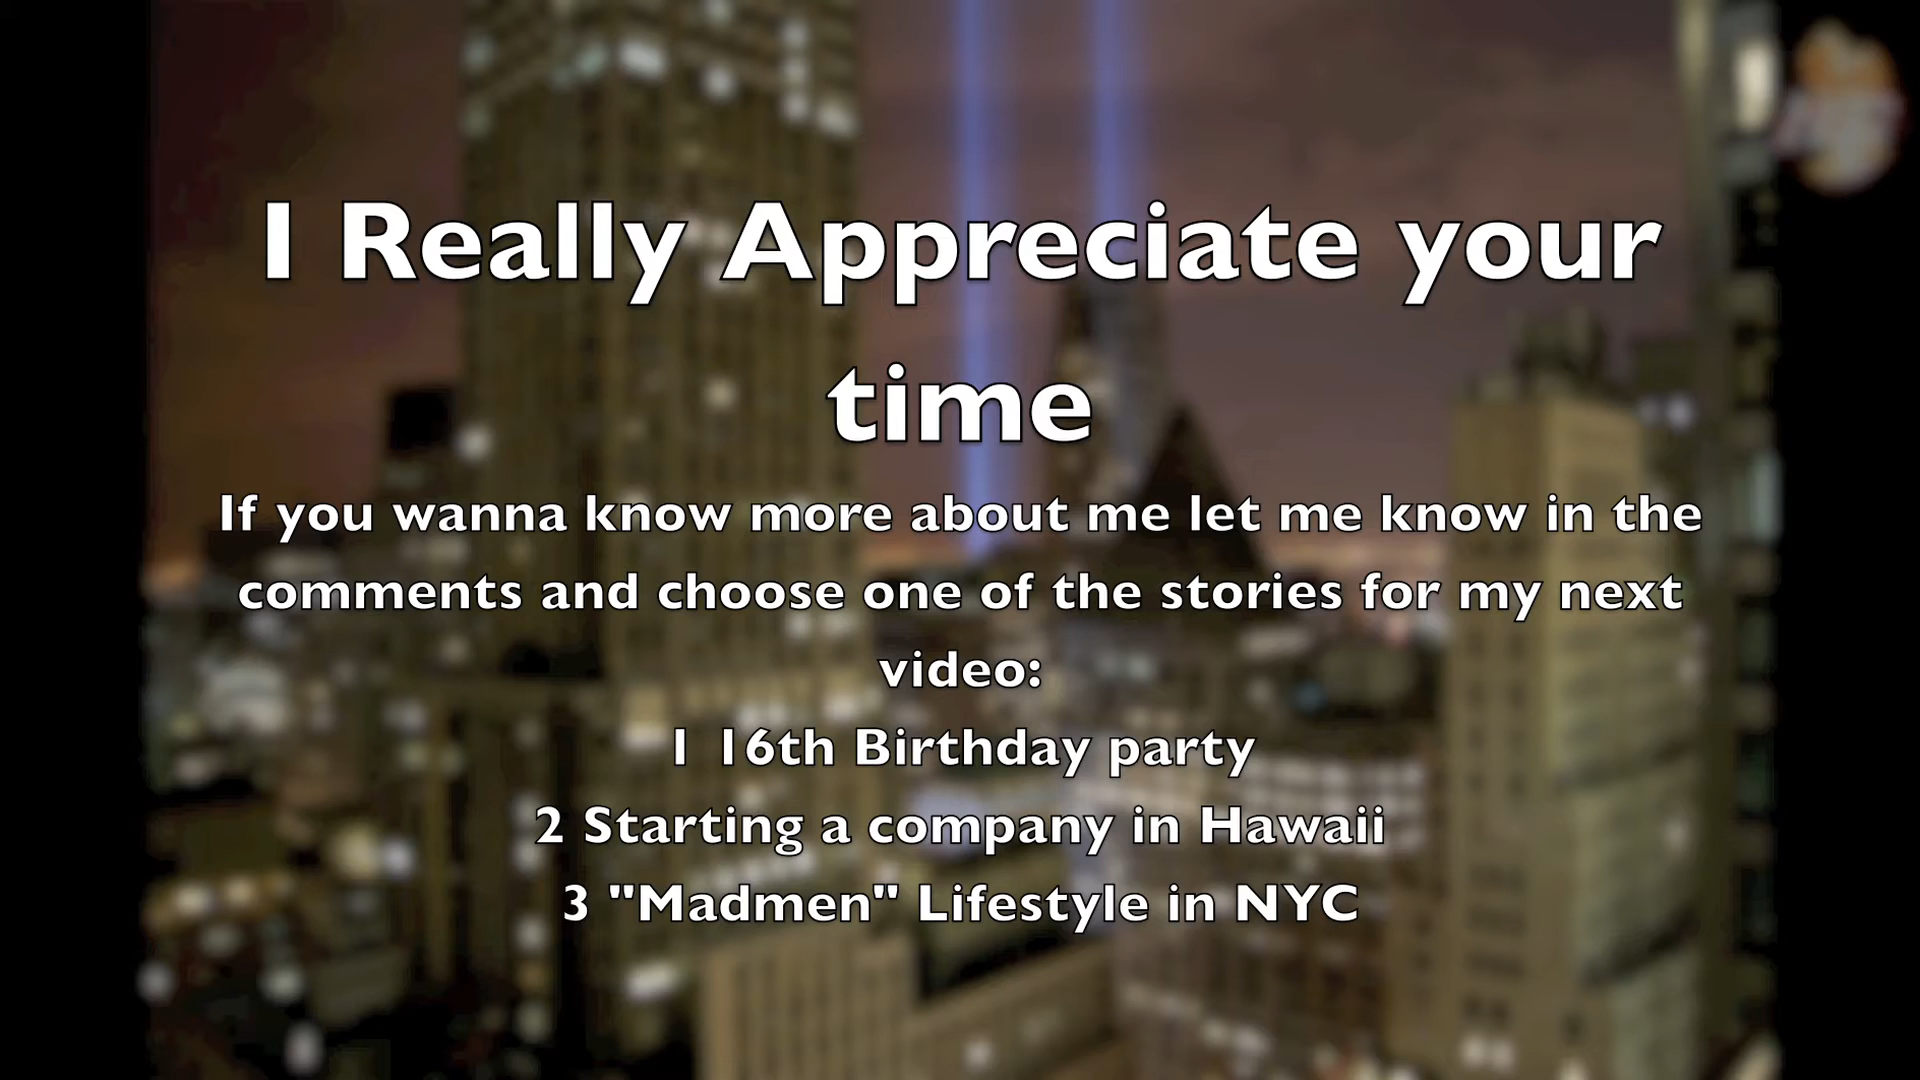 I Really Appreciate your
time
If you wanna know more about me let me know in the
comments and choose one of the stories for my next
video:
1 16th Birthday party
2 Starting a company in Hawaii
3 "Madmen" Lifestyle in NYC